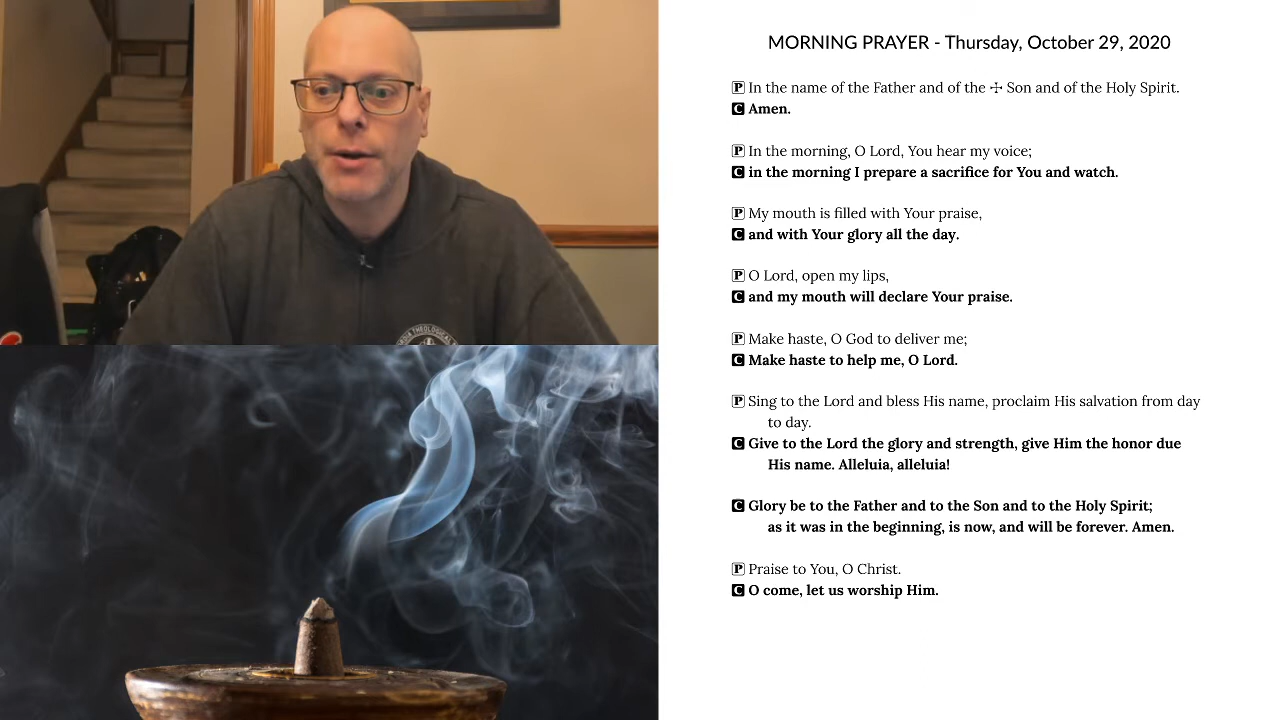 MORNING PRAYER - Thursday, October 29, 2020
P In the name of the Father and of the ☩ Son and of the Holy Spirit.
C Amen.
P In the morning, O Lord, You hear my voice;
C in the morning I prepare a sacrifice for You and watch.
P My mouth is filled with Your praise,
C and with Your glory all the day.
P O Lord, open my lips,
C and my mouth will declare Your praise.
P Make haste, O God to deliver me;
C Make haste to help me, O Lord.
P Sing to the Lord and bless His name, proclaim His salvation from day
to day.
C Give to the Lord the glory and strength, give Him the honor due
His name. Alleluia, alleluia!
C Glory be to the Father and to the Son and to the Holy Spirit;
as it was in the beginning, is now, and will be forever. Amen.
P Praise to You, O Christ.
C O come, let us worship Him.
THEOLOGICAL